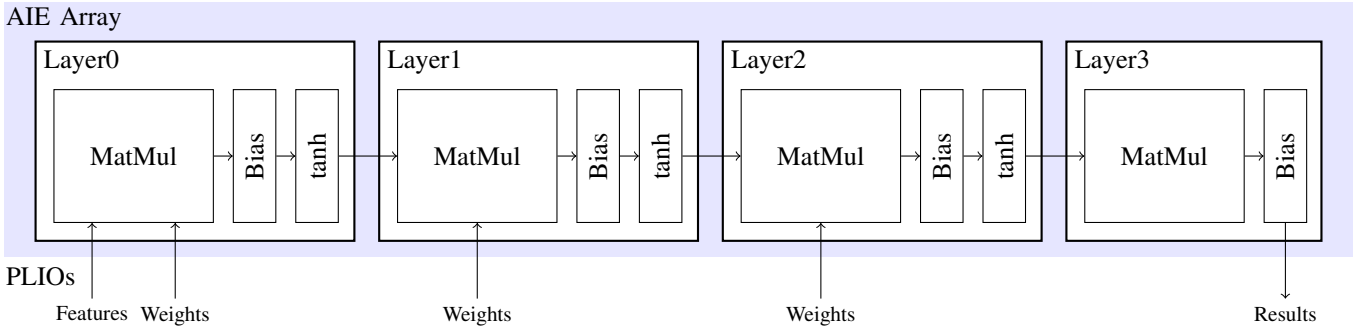 AIE Array
Layer0
MatMul
Bias
tanh
Layer1
MatMul
Bias
tanh
Layer2
MatMul
Bias
tanh
Layer3
MatMul
Bias
PLIOs
Features
Weights
Weights
Weights
Results